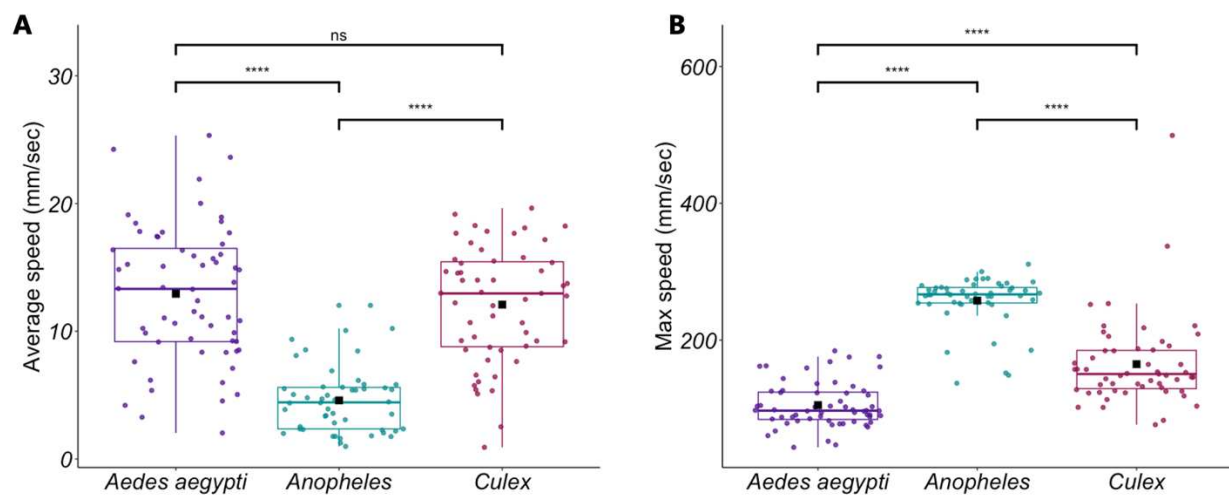 A
Average speed (mm/sec)
30
20
10
0
ns
****
****
Aedes aegypti
Anopheles
Culex
B
Max speed (mm/sec)
600
400
200
****
****
****
Aedes aegypti
Anopheles
Culex